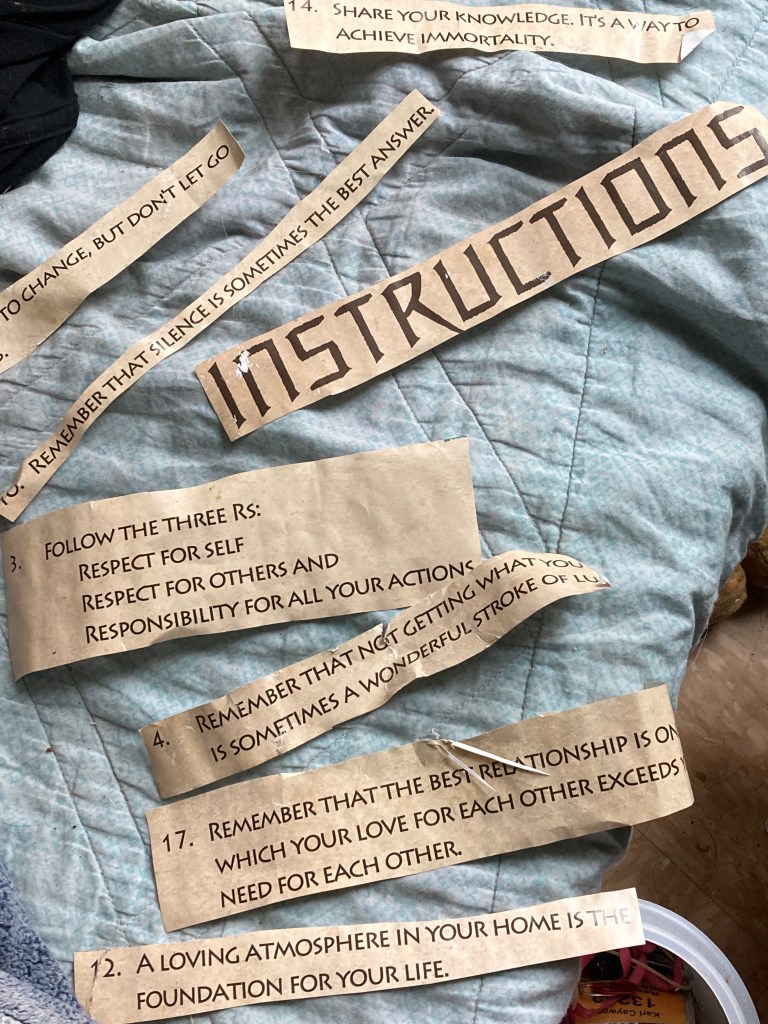 14. SHARE YOUR KNOWLEDGE. IT'S A WAY TO
ACHIEVE IMMORTALITY.
TO CHANGE, BUT DON'T LET GO
10. REMEMBER THAT SILENCE IS SOMETIMES THE BEST ANSWER.
INSTRUCTIONS
3. FOLLOW THE THREE RS:
RESPECT FOR SELF
RESPECT FOR OTHERS AND
RESPONSIBILITY FOR ALL YOUR ACTIONS
4. REMEMBER THAT NOT GETTING WHAT YOU
IS SOMETIMES A WONDERFUL STROKE OF LU
17. REMEMBER THAT THE BEST RELATIONSHIP IS ON
WHICH YOUR LOVE FOR EACH OTHER EXCEEDS
NEED FOR EACH OTHER.
12. A LOVING ATMOSPHERE IN YOUR HOME IS THE
FOUNDATION FOR YOUR LIFE.